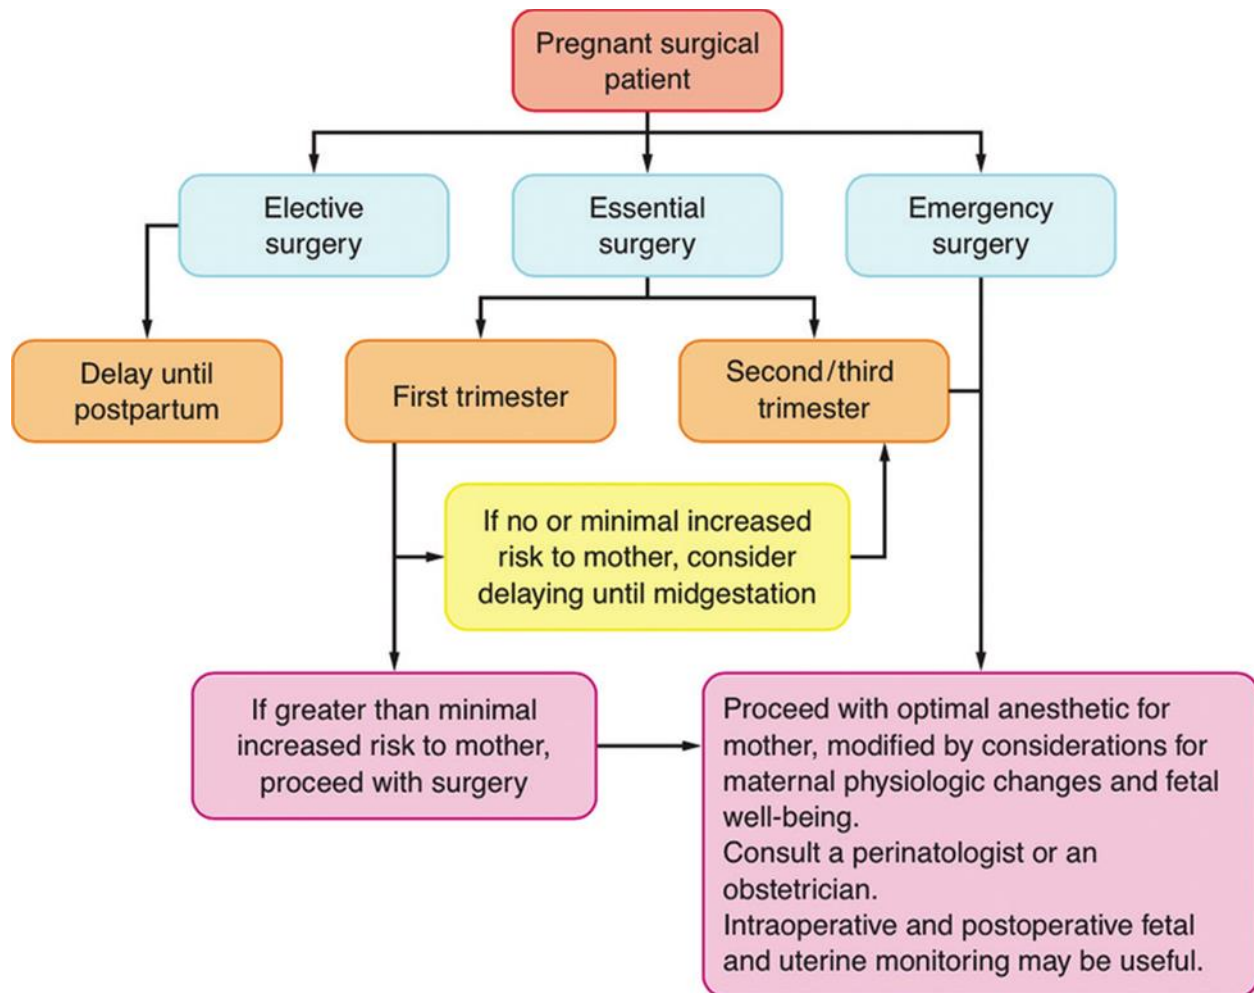 Pregnant surgical
patient
Elective
surgery
Essential
surgery
Emergency
surgery
Delay until
postpartum
First trimester
Second/third
trimester
If no or minimal increased
risk to mother, consider
delaying until midgestation
If greater than minimal
increased risk to mother,
proceed with surgery
Proceed with optimal anesthetic for
mother, modified by considerations for
maternal physiologic changes and fetal
well-being.
Consult a perinatologist or an
obstetrician.
Intraoperative and postoperative fetal
and uterine monitoring may be useful.